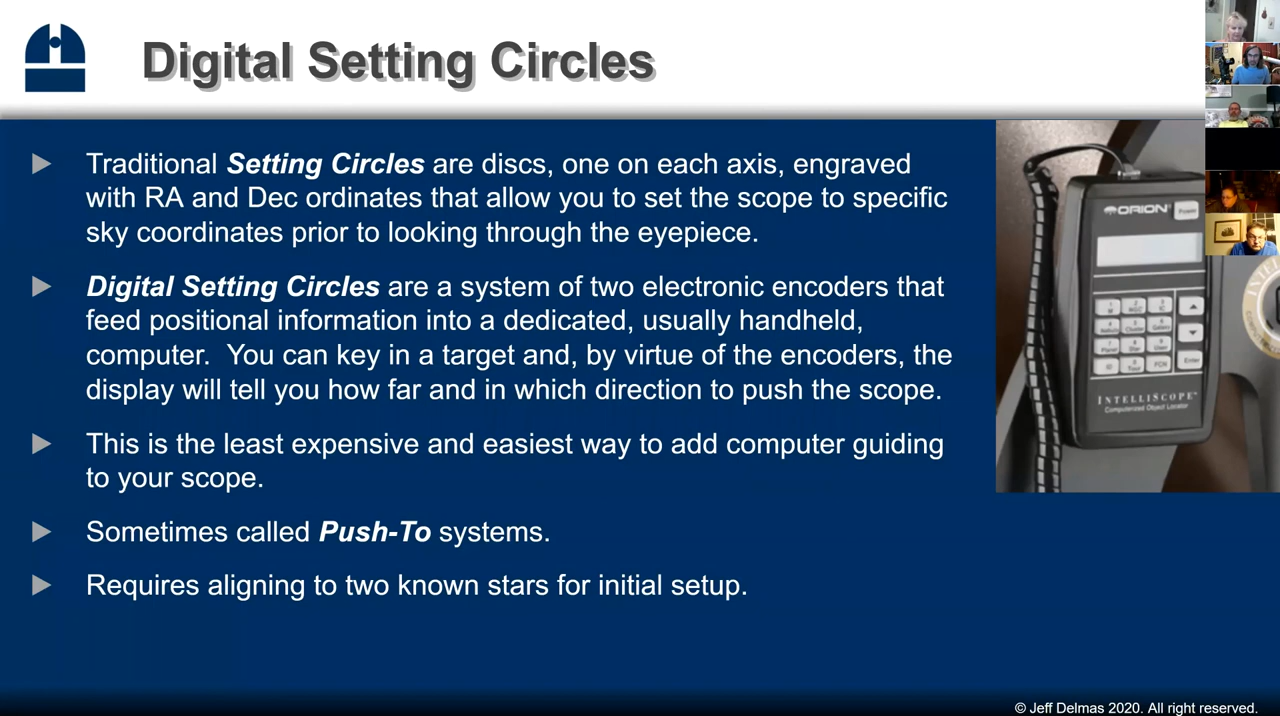 Digital Setting Circles
Traditional Setting Circles are discs, one on each axis, engraved
with RA and Dec ordinates that allow you to set the scope to specific
sky coordinates prior to looking through the eyepiece.
Digital Setting Circles are a system of two electronic encoders that
feed positional information into a dedicated, usually handheld,
computer.  You can key in a target and, by virtue of the encoders, the
display will tell you how far and in which direction to push the scope.
This is the least expensive and easiest way to add computer guiding
to your scope.
Sometimes called Push-To systems.
Requires aligning to two known stars for initial setup.
ORION
Power
Enter
INTELLISCOPE
Computerized Object Locator
© Jeff Delmas 2020. All right reserved.